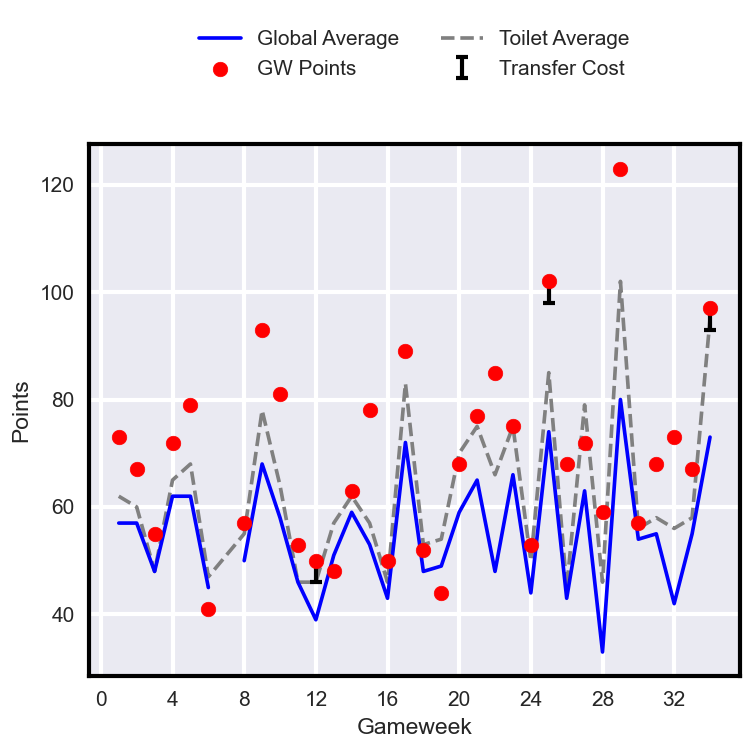 Global Average
Toilet Average
GW Points
Transfer Cost
120
100
80
60
40
Points
0 4 8 12 16 20 24 28 32
Gameweek